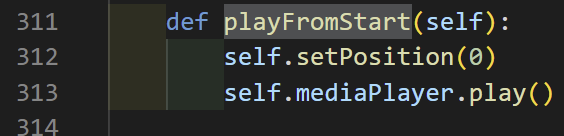 311 def playFromStart(self):
312 self.setPosition(0)
313 self.mediaPlayer.play()
314